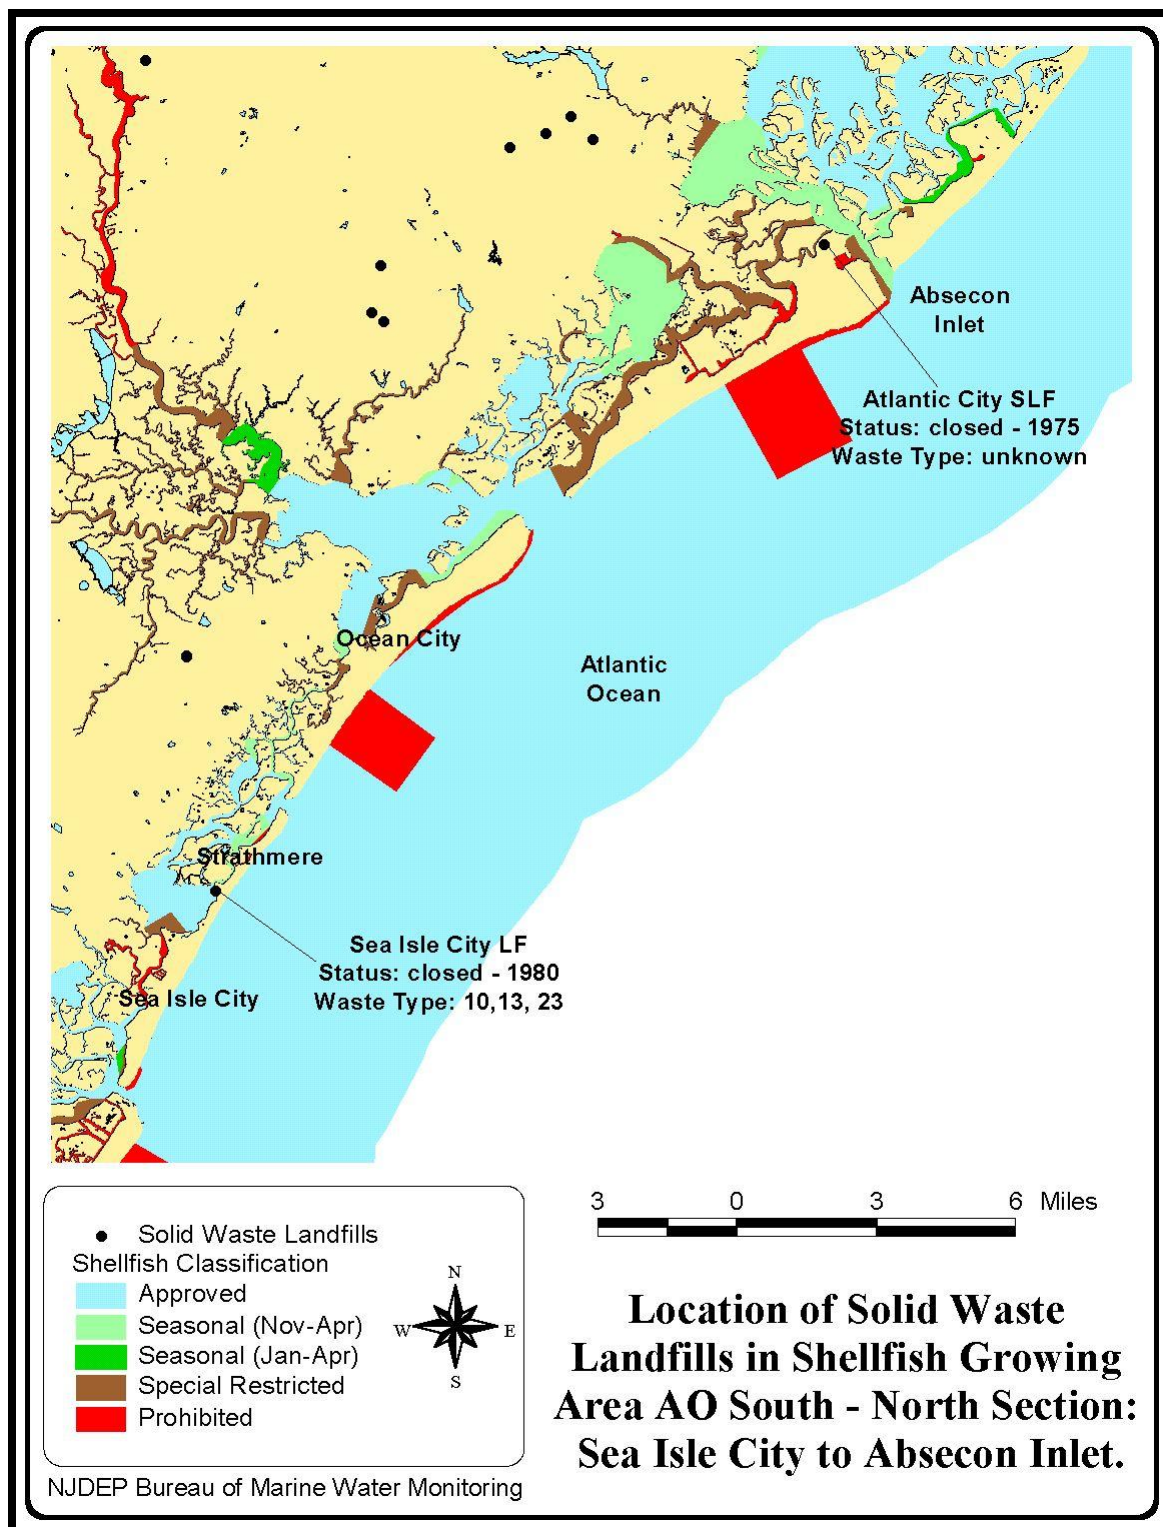 Absecon
Inlet
Atlantic City SLF
Status: closed - 1975
Waste Type: unknown
Ocean City
Atlantic
Ocean
Strathmere
Sea Isle City LF
Status: closed - 1980
Waste Type: 10,13, 23
Sea Isle City
3 0 3 6 Miles
Solid Waste Landfills
Shellfish Classification
Approved
Seasonal (Nov-Apr)
Seasonal (Jan-Apr)
Special Restricted
Prohibited
N
W E
S
Location of Solid Waste
Landfills in Shellfish Growing
Area AO South - North Section:
Sea Isle City to Absecon Inlet.
NJDEP Bureau of Marine Water Monitoring